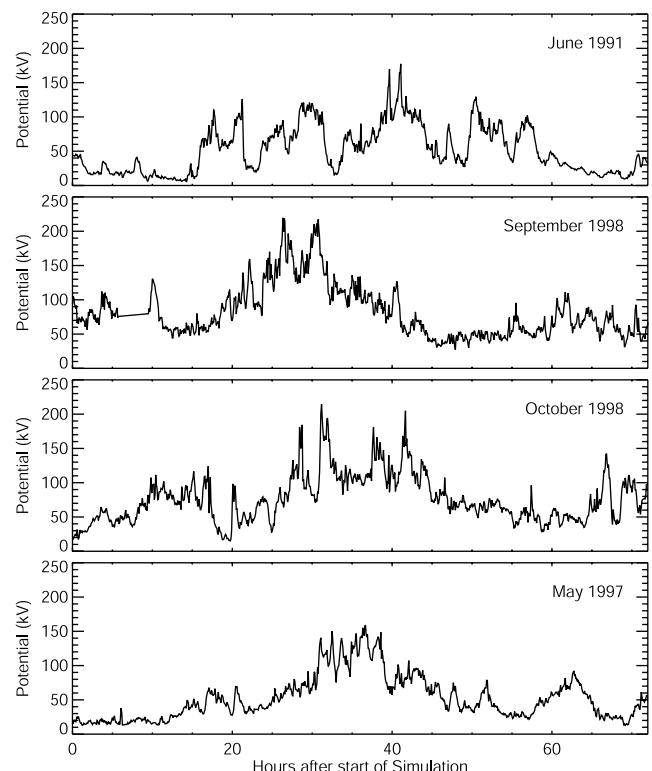 250
200
150
100
50
0
Potential (kV)
June 1991
250
200
150
100
50
0
Potential (kV)
September 1998
250
200
150
100
50
0
Potential (kV)
October 1998
250
200
150
100
50
0
Potential (kV)
May 1997
0 20 40 60
Hours after start of Simulation